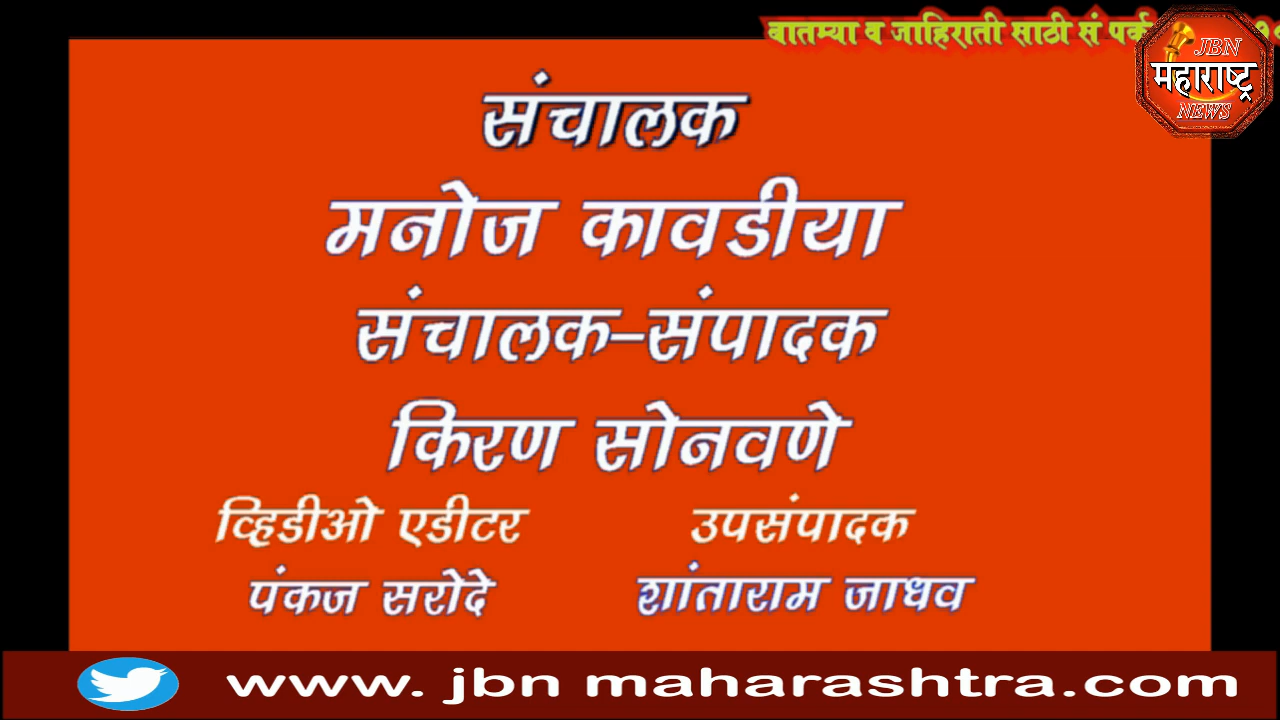 बातम्या व जाहिराती साठी संपर्क
JBN
महाराष्ट्र
NEWS
संचालक
मनोज कावडीया
संचालक-संपादक
किरण सोनवणे
व्हिडीओ एडीटर उपसंपादक
पंकज सरोदे शांताराम जाधव
www. jbn maharashtra.com